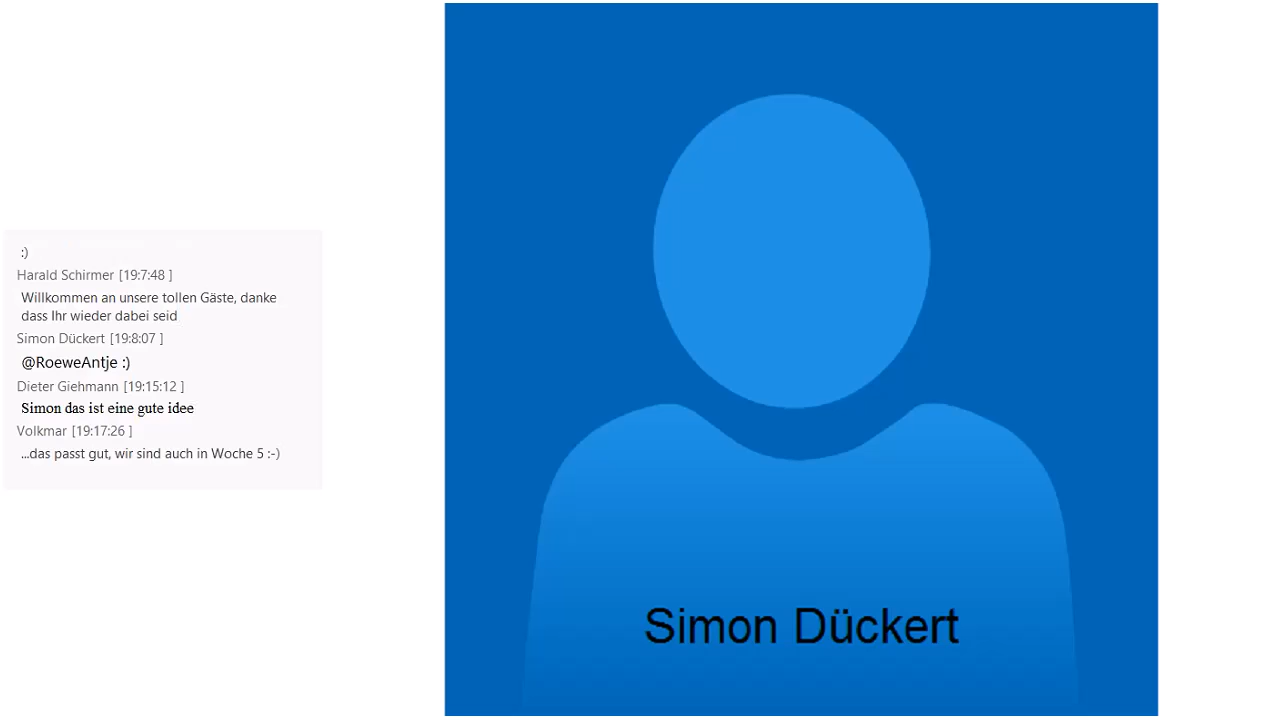 :)
Harald Schirmer [19:7:48 ]
Willkommen an unsere tollen Gäste, danke
dass Ihr wieder dabei seid
Simon Dückert [19:8:07 ]
@RoeweAntje :)
Dieter Giehmann [19:15:12 ]
Simon das ist eine gute idee
Volkmar [19:17:26 ]
...das passt gut, wir sind auch in Woche 5 :-)
Simon Dückert